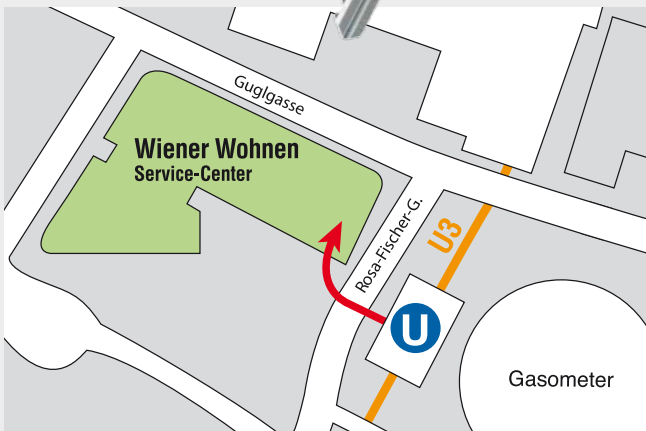 Guglgasse
Wiener Wohnen
Service-Center
Rosa-Fischer-G.
U3
U
Gasometer